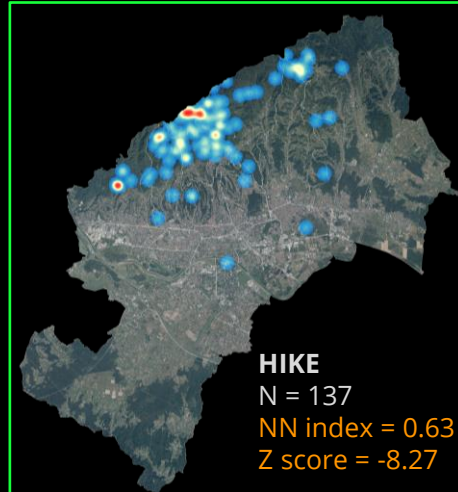 HIKE
N = 137
NN index = 0.63
Z score = -8.27